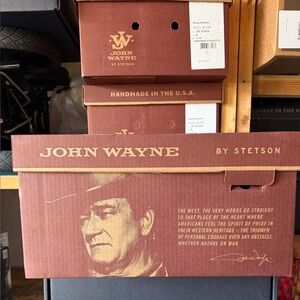 JW
JOHN
WAYNE
BY STETSON
HANDMADE IN THE U.S.A.
JOHN WAYNE
BY STETSON
THE WEST, THE VERY WORDS GO STRAIGHT
TO THAT PLACE OF THE HEART WHERE
AMERICANS FEEL THE SPIRIT OF PRIDE IN
THEIR WESTERN HERITAGE - THE TRIUMPH
OF PERSONAL COURAGE OVER ANY OBSTACLE,
WHETHER NATURE OR MAN.